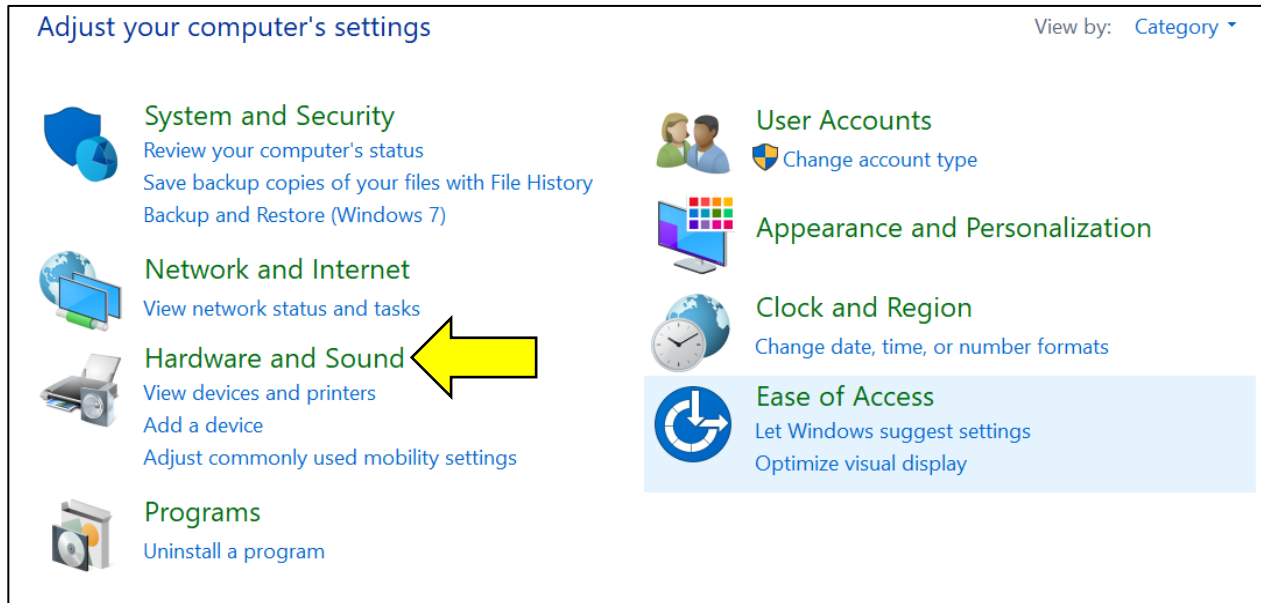 Adjust your computer's settings
View by: Category
System and Security
Review your computer's status
Save backup copies of your files with File History
Backup and Restore (Windows 7)
Network and Internet
View network status and tasks
Hardware and Sound
View devices and printers
Add a device
Adjust commonly used mobility settings
Programs
Uninstall a program
User Accounts
Change account type
Appearance and Personalization
Clock and Region
Change date, time, or number formats
Ease of Access
Let Windows suggest settings
Optimize visual display